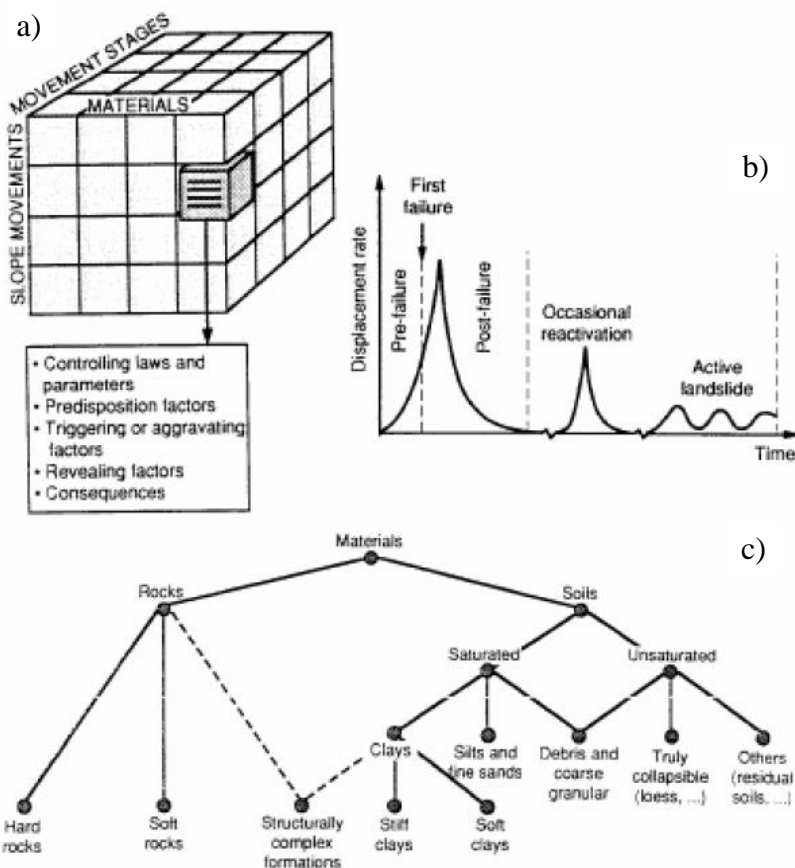 a)
MOVEMENT STAGES
MATERIALS
SLOPE MOVEMENTS
• Controlling laws and
parameters
• Predisposition factors
• Triggering or aggravating
factors
• Revealing factors
• Consequences
b)
First
failure
Displacement rate
Pre-failure
Post-failure
Occasional
reactivation
Active
landslide
Time
c)
Materials
Rocks
Soils
Saturated
Unsaturated
Clays
Silts and
fine sands
Debris and
coarse
granular
Truly
collapsible
(loess, ...)
Others
(residual
soils, ...)
Hard
rocks
Soft
rocks
Structurally
complex
formations
Stiff
clays
Soft
clays